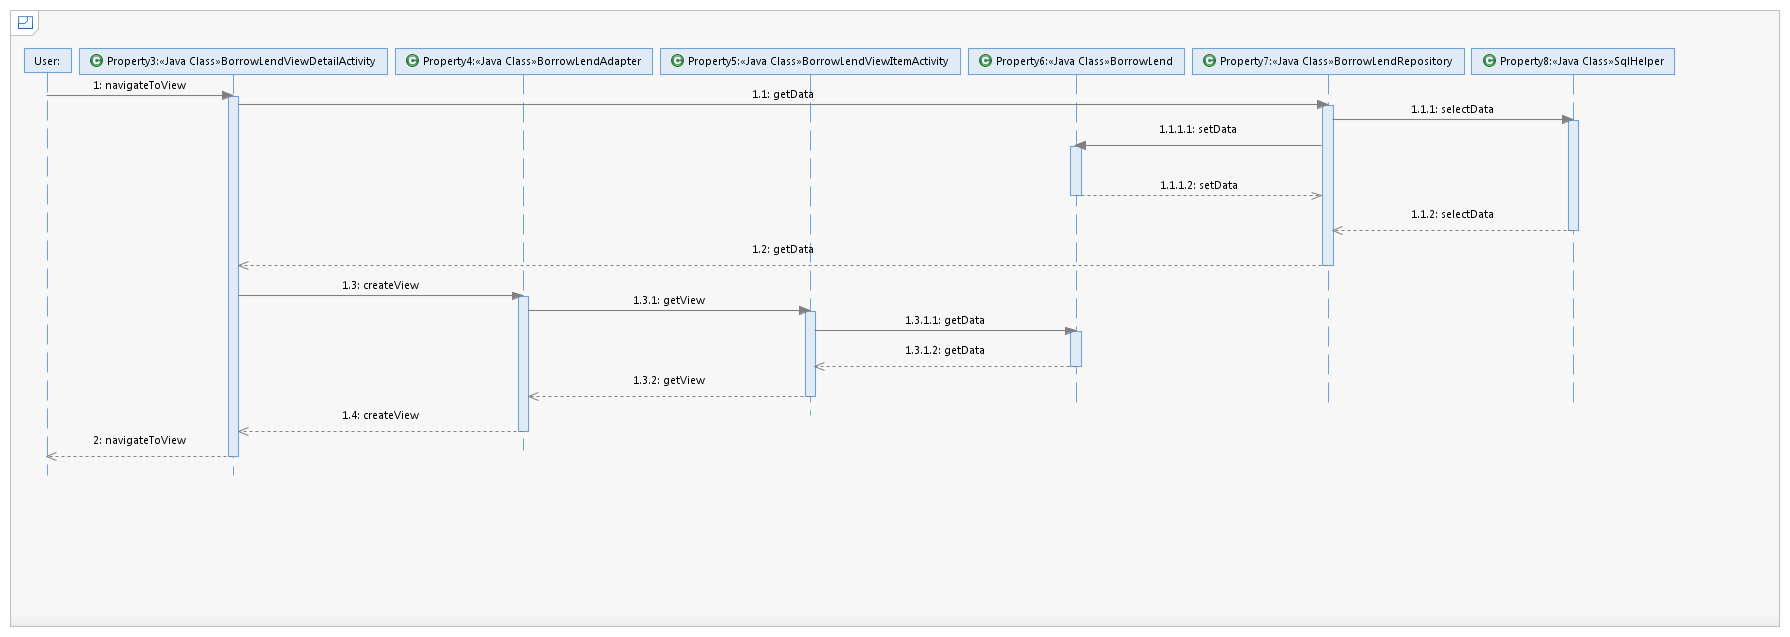 User:
C Property3:«Java Class»BorrowLendViewDetailActivity
C Property4:«Java Class»BorrowLendAdapter
C Property5:«Java Class»BorrowLendViewItemActivity
C Property6:«Java Class»BorrowLend
C Property7:«Java Class»BorrowLendRepository
C Property8:«Java Class»SqlHelper
1: navigateToView
1.1: getData
1.1.1: selectData
1.1.1.1: setData
1.1.1.2: setData
1.1.2: selectData
1.2: getData
1.3: createView
1.3.1: getView
1.3.1.1: getData
1.3.1.2: getData
1.3.2: getView
1.4: createView
2: navigateToView